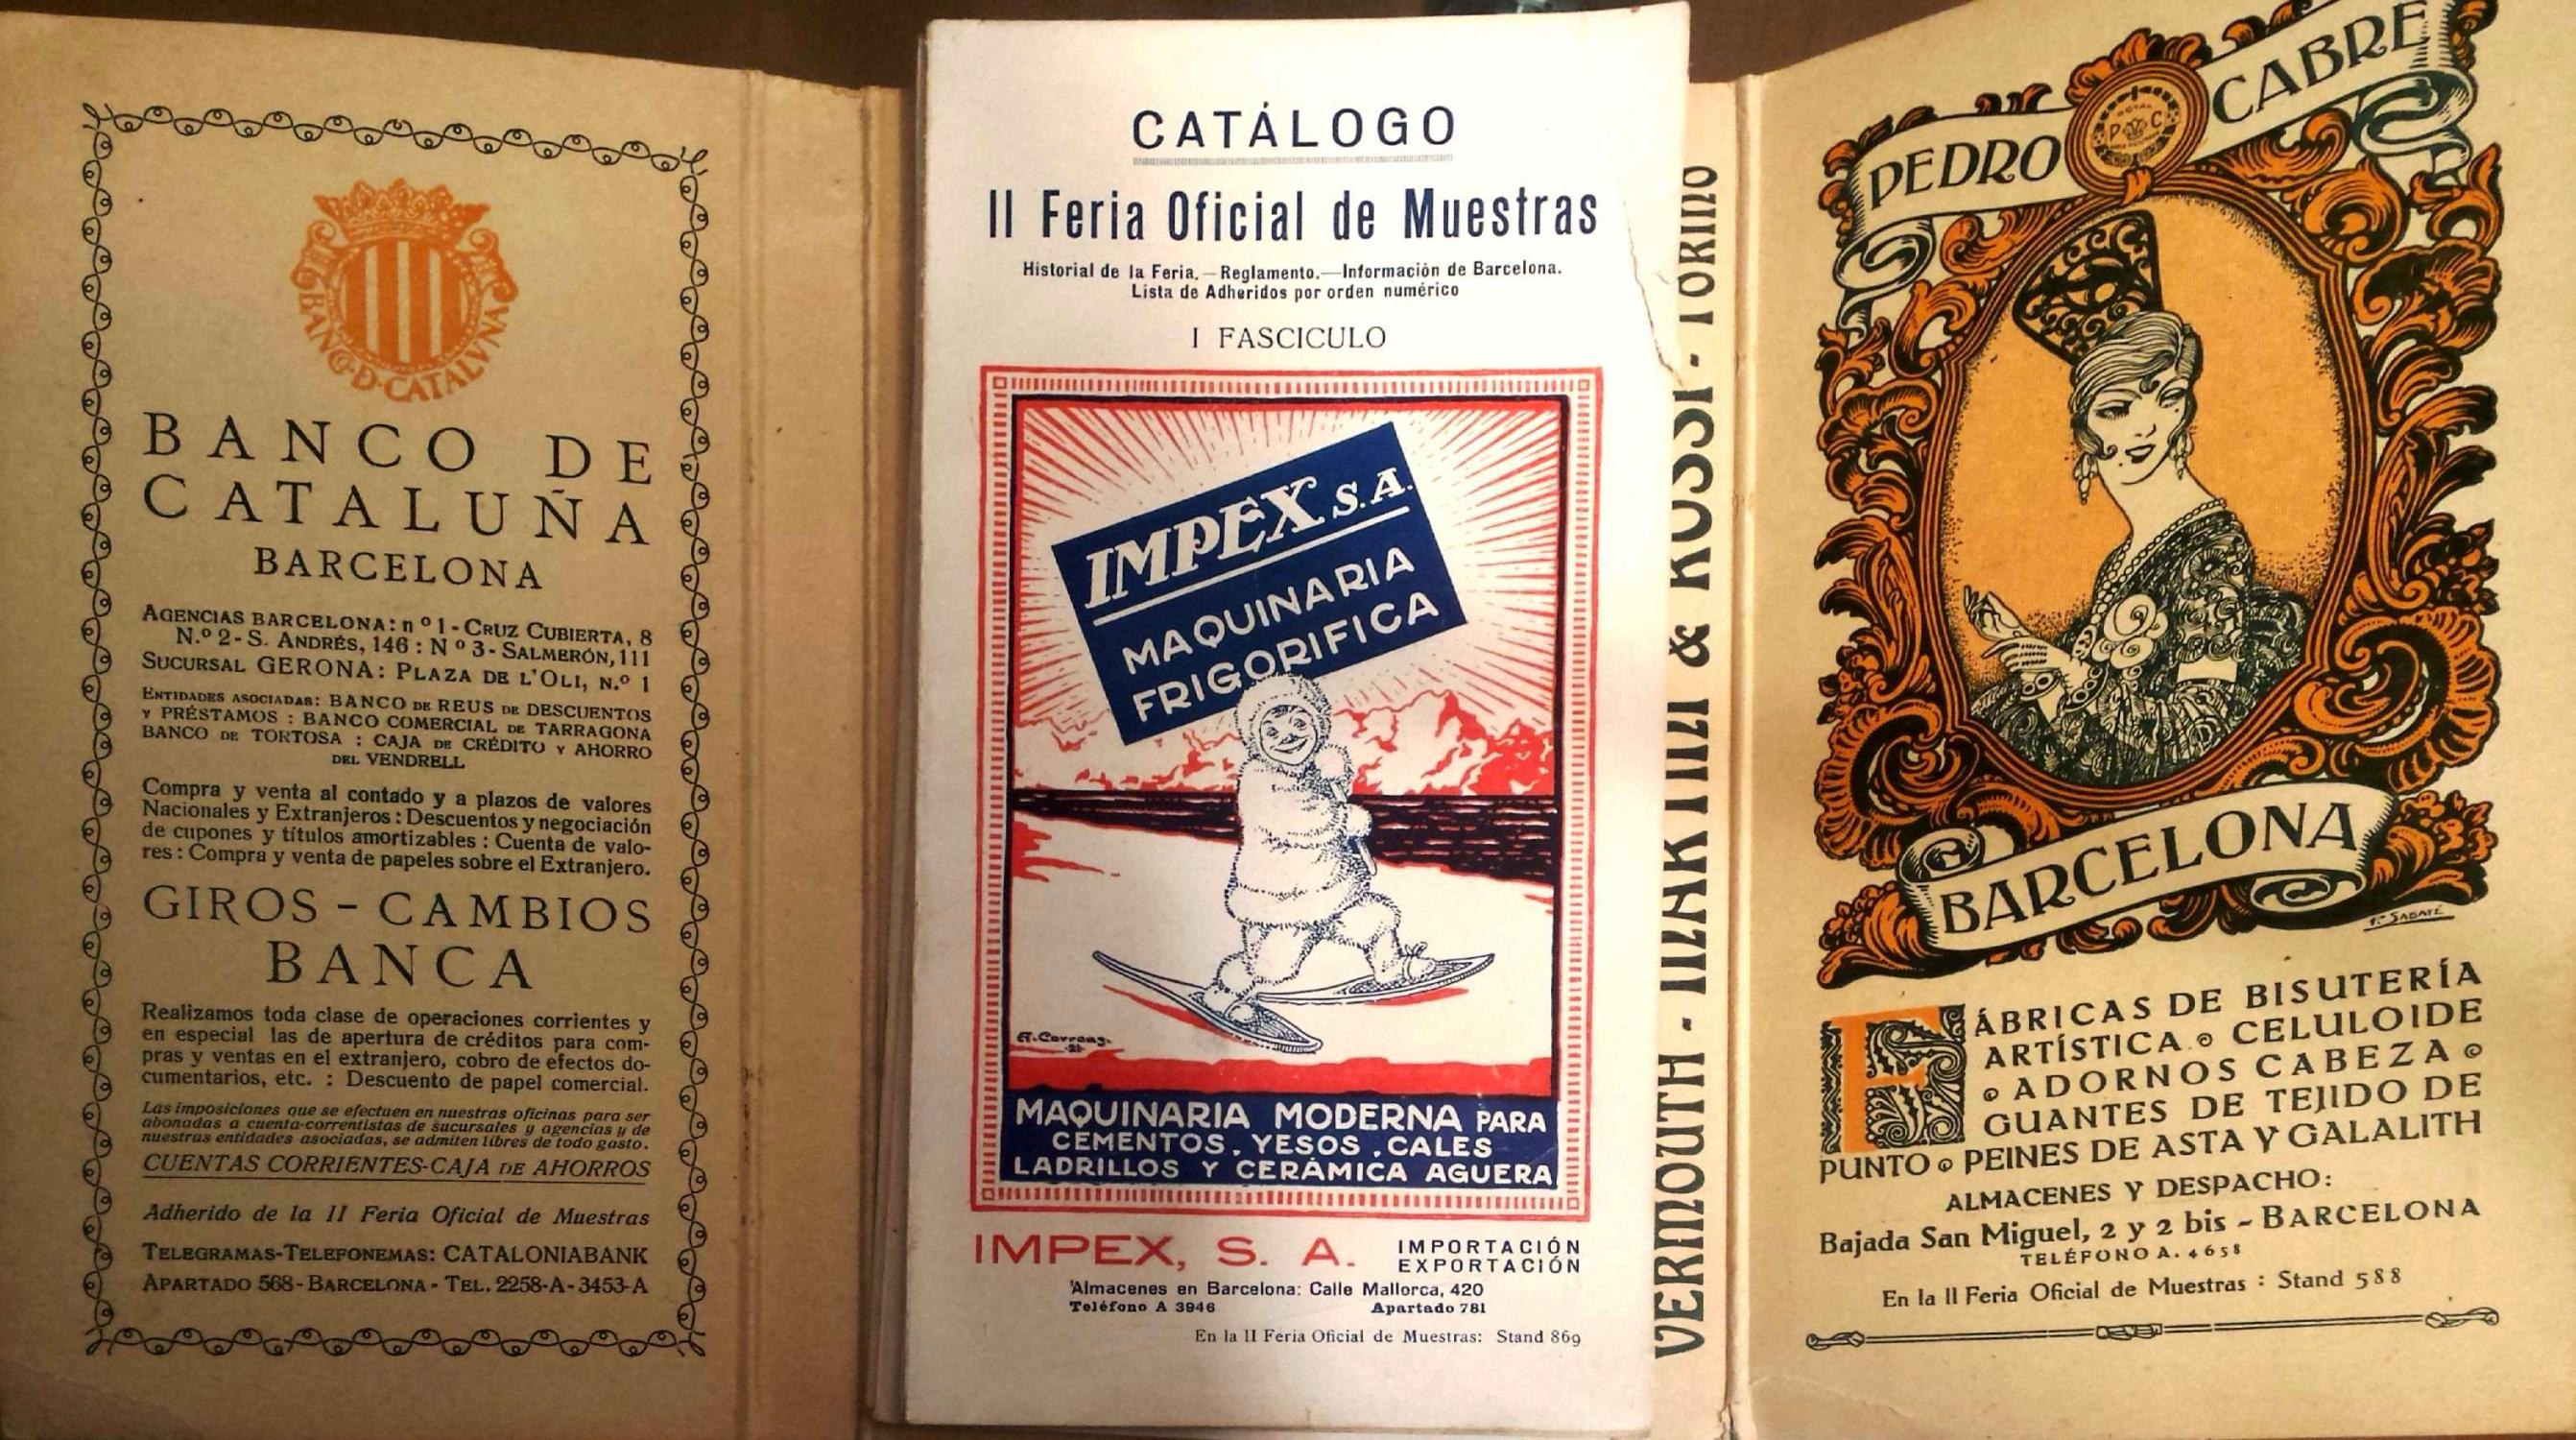 BANC D CATALVNA
BANCO DE
CATALUÑA
BARCELONA
AGENCIAS BARCELONA: nº 1 - CRUZ CUBIERTA, 8
N.º 2 - S. ANDRÉS, 146 : Nº 3 - SALMERÓN, 111
SUCURSAL GERONA: PLAZA DE L'OLI, N.º 1
ENTIDADES ASOCIADAS: BANCO DE REUS DE DESCUENTOS
Y PRÉSTAMOS : BANCO COMERCIAL DE TARRAGONA
BANCO DE TORTOSA : CAJA DE CRÉDITO Y AHORRO
DEL VENDRELL
Compra y venta al contado y a plazos de valores
Nacionales y Extranjeros : Descuentos y negociación
de cupones y títulos amortizables : Cuenta de valo-
res : Compra y venta de papeles sobre el Extranjero.
GIROS - CAMBIOS
BANCA
Realizamos toda clase de operaciones corrientes y
en especial las de apertura de créditos para com-
pras y ventas en el extranjero, cobro de efectos do-
cumentarios, etc. : Descuento de papel comercial.
Las imposiciones que se efectuen en nuestras oficinas para ser
abonadas a cuenta-correntistas de sucursales y agencias y de
nuestras entidades asociadas, se admiten libres de todo gasto.
CUENTAS CORRIENTES-CAJA DE AHORROS
Adherido de la II Feria Oficial de Muestras
TELEGRAMAS-TELEFONEMAS: CATALONIABANK
APARTADO 568 - BARCELONA - TEL. 2258-A - 3453-A
CATÁLOGO
II Feria Oficial de Muestras
Historial de la Feria.—Reglamento.—Información de Barcelona.
Lista de Adheridos por orden numérico
I FASCICULO
IMPEX S.A.
MAQUINARIA
FRIGORIFICA
MAQUINARIA MODERNA PARA
CEMENTOS. YESOS .CALES
LADRILLOS Y CERÁMICA AGUERA
IMPEX, S. A.
IMPORTACIÓN
EXPORTACIÓN
Almacenes en Barcelona: Calle Mallorca, 420
Teléfono A 3946 Apartado 781
En la II Feria Oficial de Muestras: Stand 869
VERMOUTH - MARTINI & ROSSI - TORINO
PEDRO CABRE
P C
BARCELONA
F. SABATÉ
FÁBRICAS DE BISUTERÍA
ARTÍSTICA CELULOIDE
ADORNOS CABEZA
GUANTES DE TEJIDO DE
PUNTO PEINES DE ASTA Y GALALITH
ALMACENES Y DESPACHO:
Bajada San Miguel, 2 y 2 bis - BARCELONA
TELÉFONO A. 4658
En la II Feria Oficial de Muestras : Stand 588